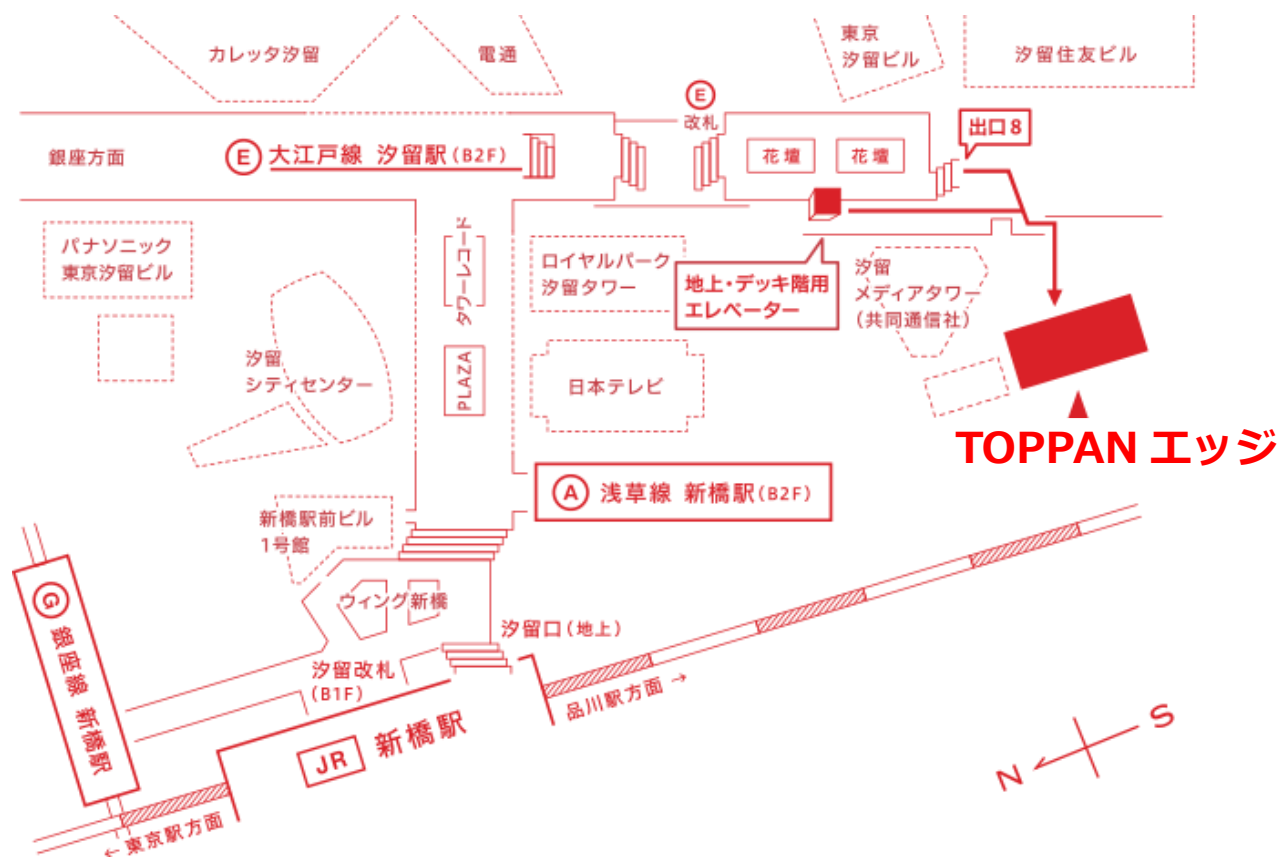 カレッタ汐留
電通
東京
汐留ビル
汐留住友ビル
E
改札
出口8
銀座方面
E 大江戸線 汐留駅(B2F)
花壇
花壇
パナソニック
東京汐留ビル
タワーレコード
ロイヤルパーク
汐留タワー
地上・デッキ階用
エレベーター
汐留
メディアタワー
(共同通信社)
汐留
シティセンター
PLAZA
日本テレビ
TOPPAN エッジ
A 浅草線 新橋駅(B2F)
新橋駅前ビル
1号館
G 銀座線 新橋駅
ウィング新橋
汐留口(地上)
汐留改札
(B1F)
品川駅方面 →
JR 新橋駅
← 東京駅方面
N
S